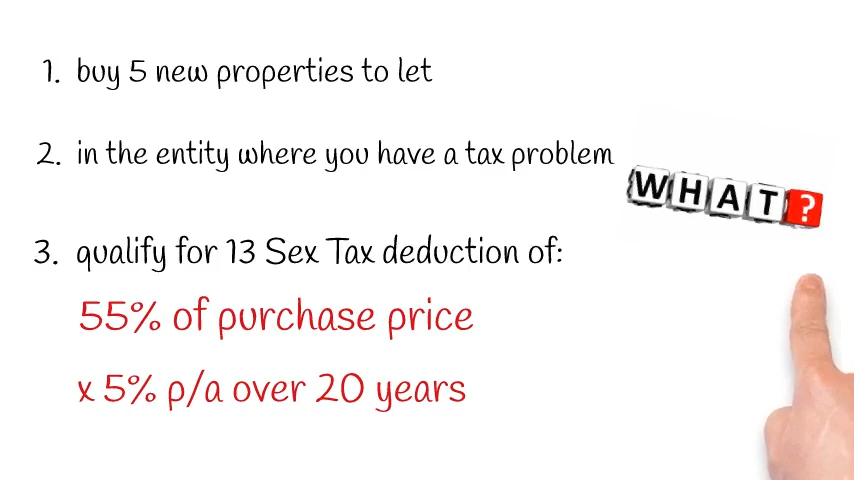 1. buy 5 new properties to let
2. in the entity where you have a tax problem
WHAT?
3. qualify for 13 Sex Tax deduction of:
55% of purchase price
x 5% p/a over 20 years